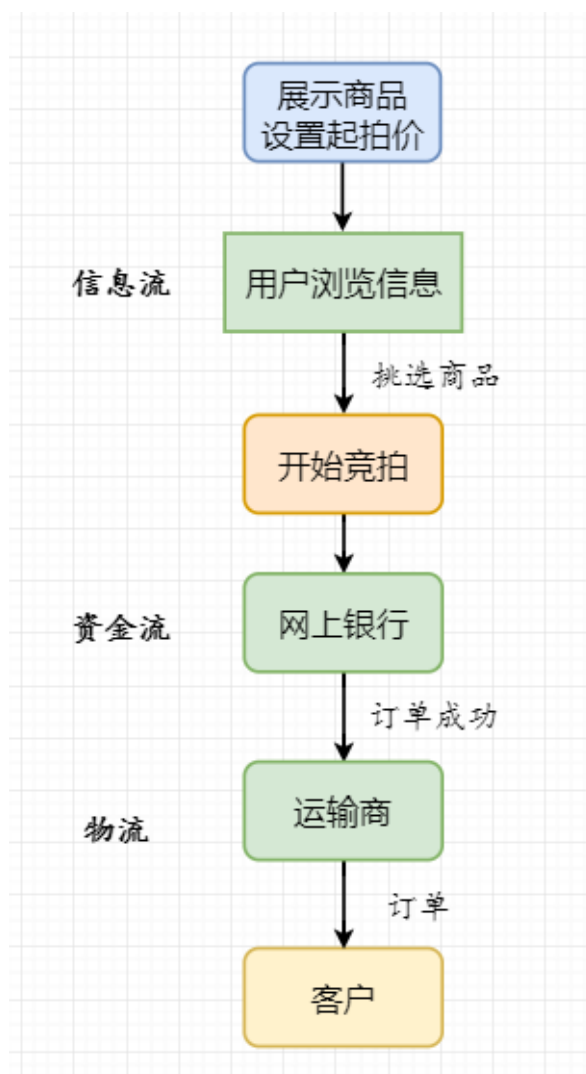 展示商品
设置起拍价
信息流
用户浏览信息
挑选商品
开始竞拍
资金流
网上银行
订单成功
物流
运输商
订单
客户